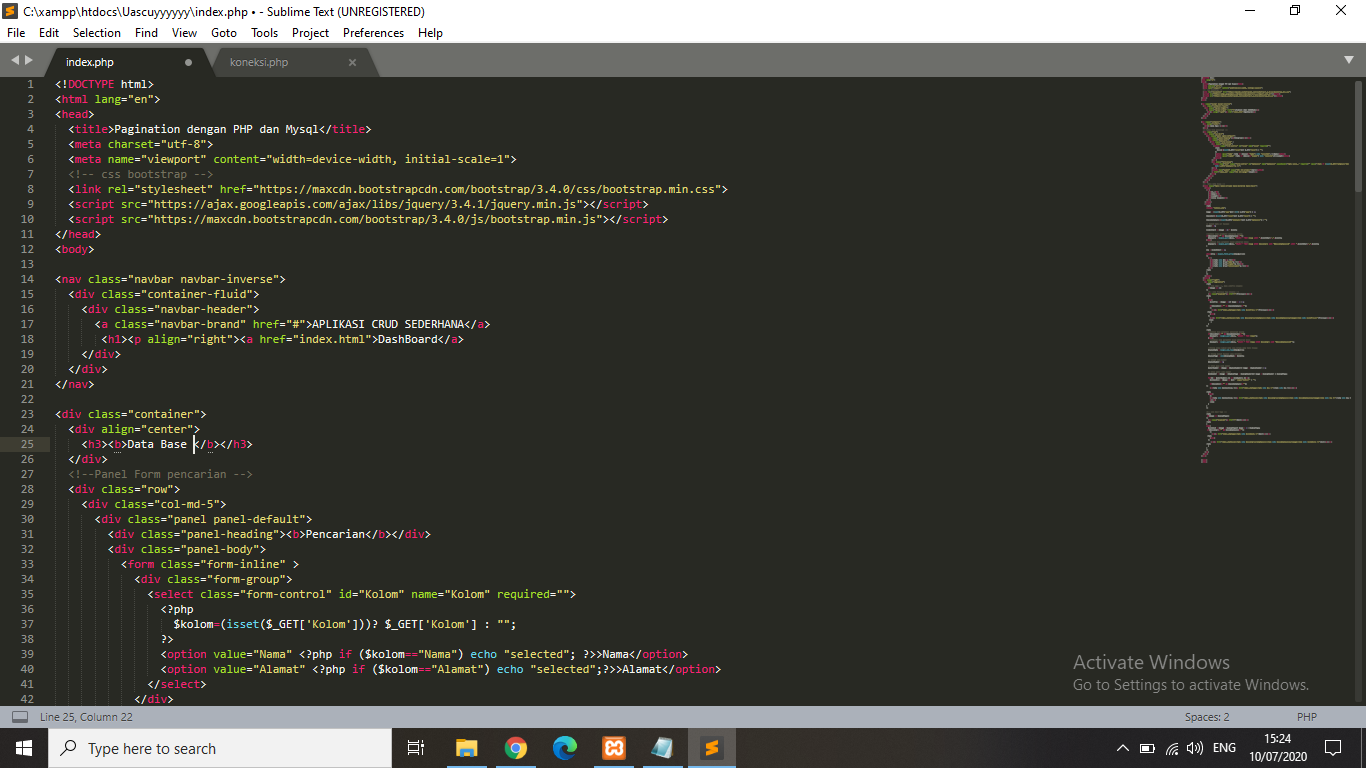 C:\xampp\htdocs\Uascuyyyyyy\index.php • - Sublime Text (UNREGISTERED)
File Edit Selection Find View Goto Tools Project Preferences Help
index.php koneksi.php
1 <!DOCTYPE html>
2 <html lang="en">
3 <head>
4 <title>Pagination dengan PHP dan Mysql</title>
5 <meta charset="utf-8">
6 <meta name="viewport" content="width=device-width, initial-scale=1">
7 <!-- css bootstrap -->
8 <link rel="stylesheet" href="https://maxcdn.bootstrapcdn.com/bootstrap/3.4.0/css/bootstrap.min.css">
9 <script src="https://ajax.googleapis.com/ajax/libs/jquery/3.4.1/jquery.min.js"></script>
10 <script src="https://maxcdn.bootstrapcdn.com/bootstrap/3.4.0/js/bootstrap.min.js"></script>
11 </head>
12 <body>
13
14 <nav class="navbar navbar-inverse">
15 <div class="container-fluid">
16 <div class="navbar-header">
17 <a class="navbar-brand" href="#">APLIKASI CRUD SEDERHANA</a>
18 <h1><p align="right"><a href="index.html">DashBoard</a>
19 </div>
20 </div>
21 </nav>
22
23 <div class="container">
24 <div align="center">
25 <h3><b>Data Base </b></h3>
26 </div>
27 <!--Panel Form pencarian -->
28 <div class="row">
29 <div class="col-md-5">
30 <div class="panel panel-default">
31 <div class="panel-heading"><b>Pencarian</b></div>
32 <div class="panel-body">
33 <form class="form-inline" >
34 <div class="form-group">
35 <select class="form-control" id="Kolom" name="Kolom" required="">
36 <?php
37 $kolom=(isset($_GET['Kolom']))? $_GET['Kolom'] : "";
38 ?>
39 <option value="Nama" <?php if ($kolom=="Nama") echo "selected"; ?>>Nama</option>
40 <option value="Alamat" <?php if ($kolom=="Alamat") echo "selected";?>>Alamat</option>
41 </select>
42 </div>
Activate Windows
Go to Settings to activate Windows.
Line 25, Column 22 Spaces: 2 PHP
Type here to search
ENG
15:24
10/07/2020